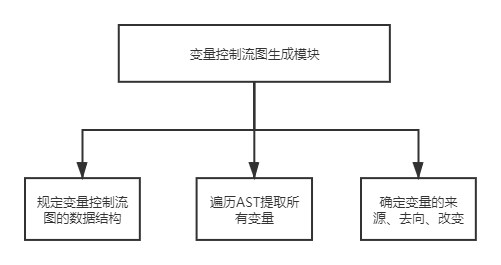 变量控制流图生成模块
规定变量控制流
图的数据结构
遍历AST提取所
有变量
确定变量的来
源、去向、改变